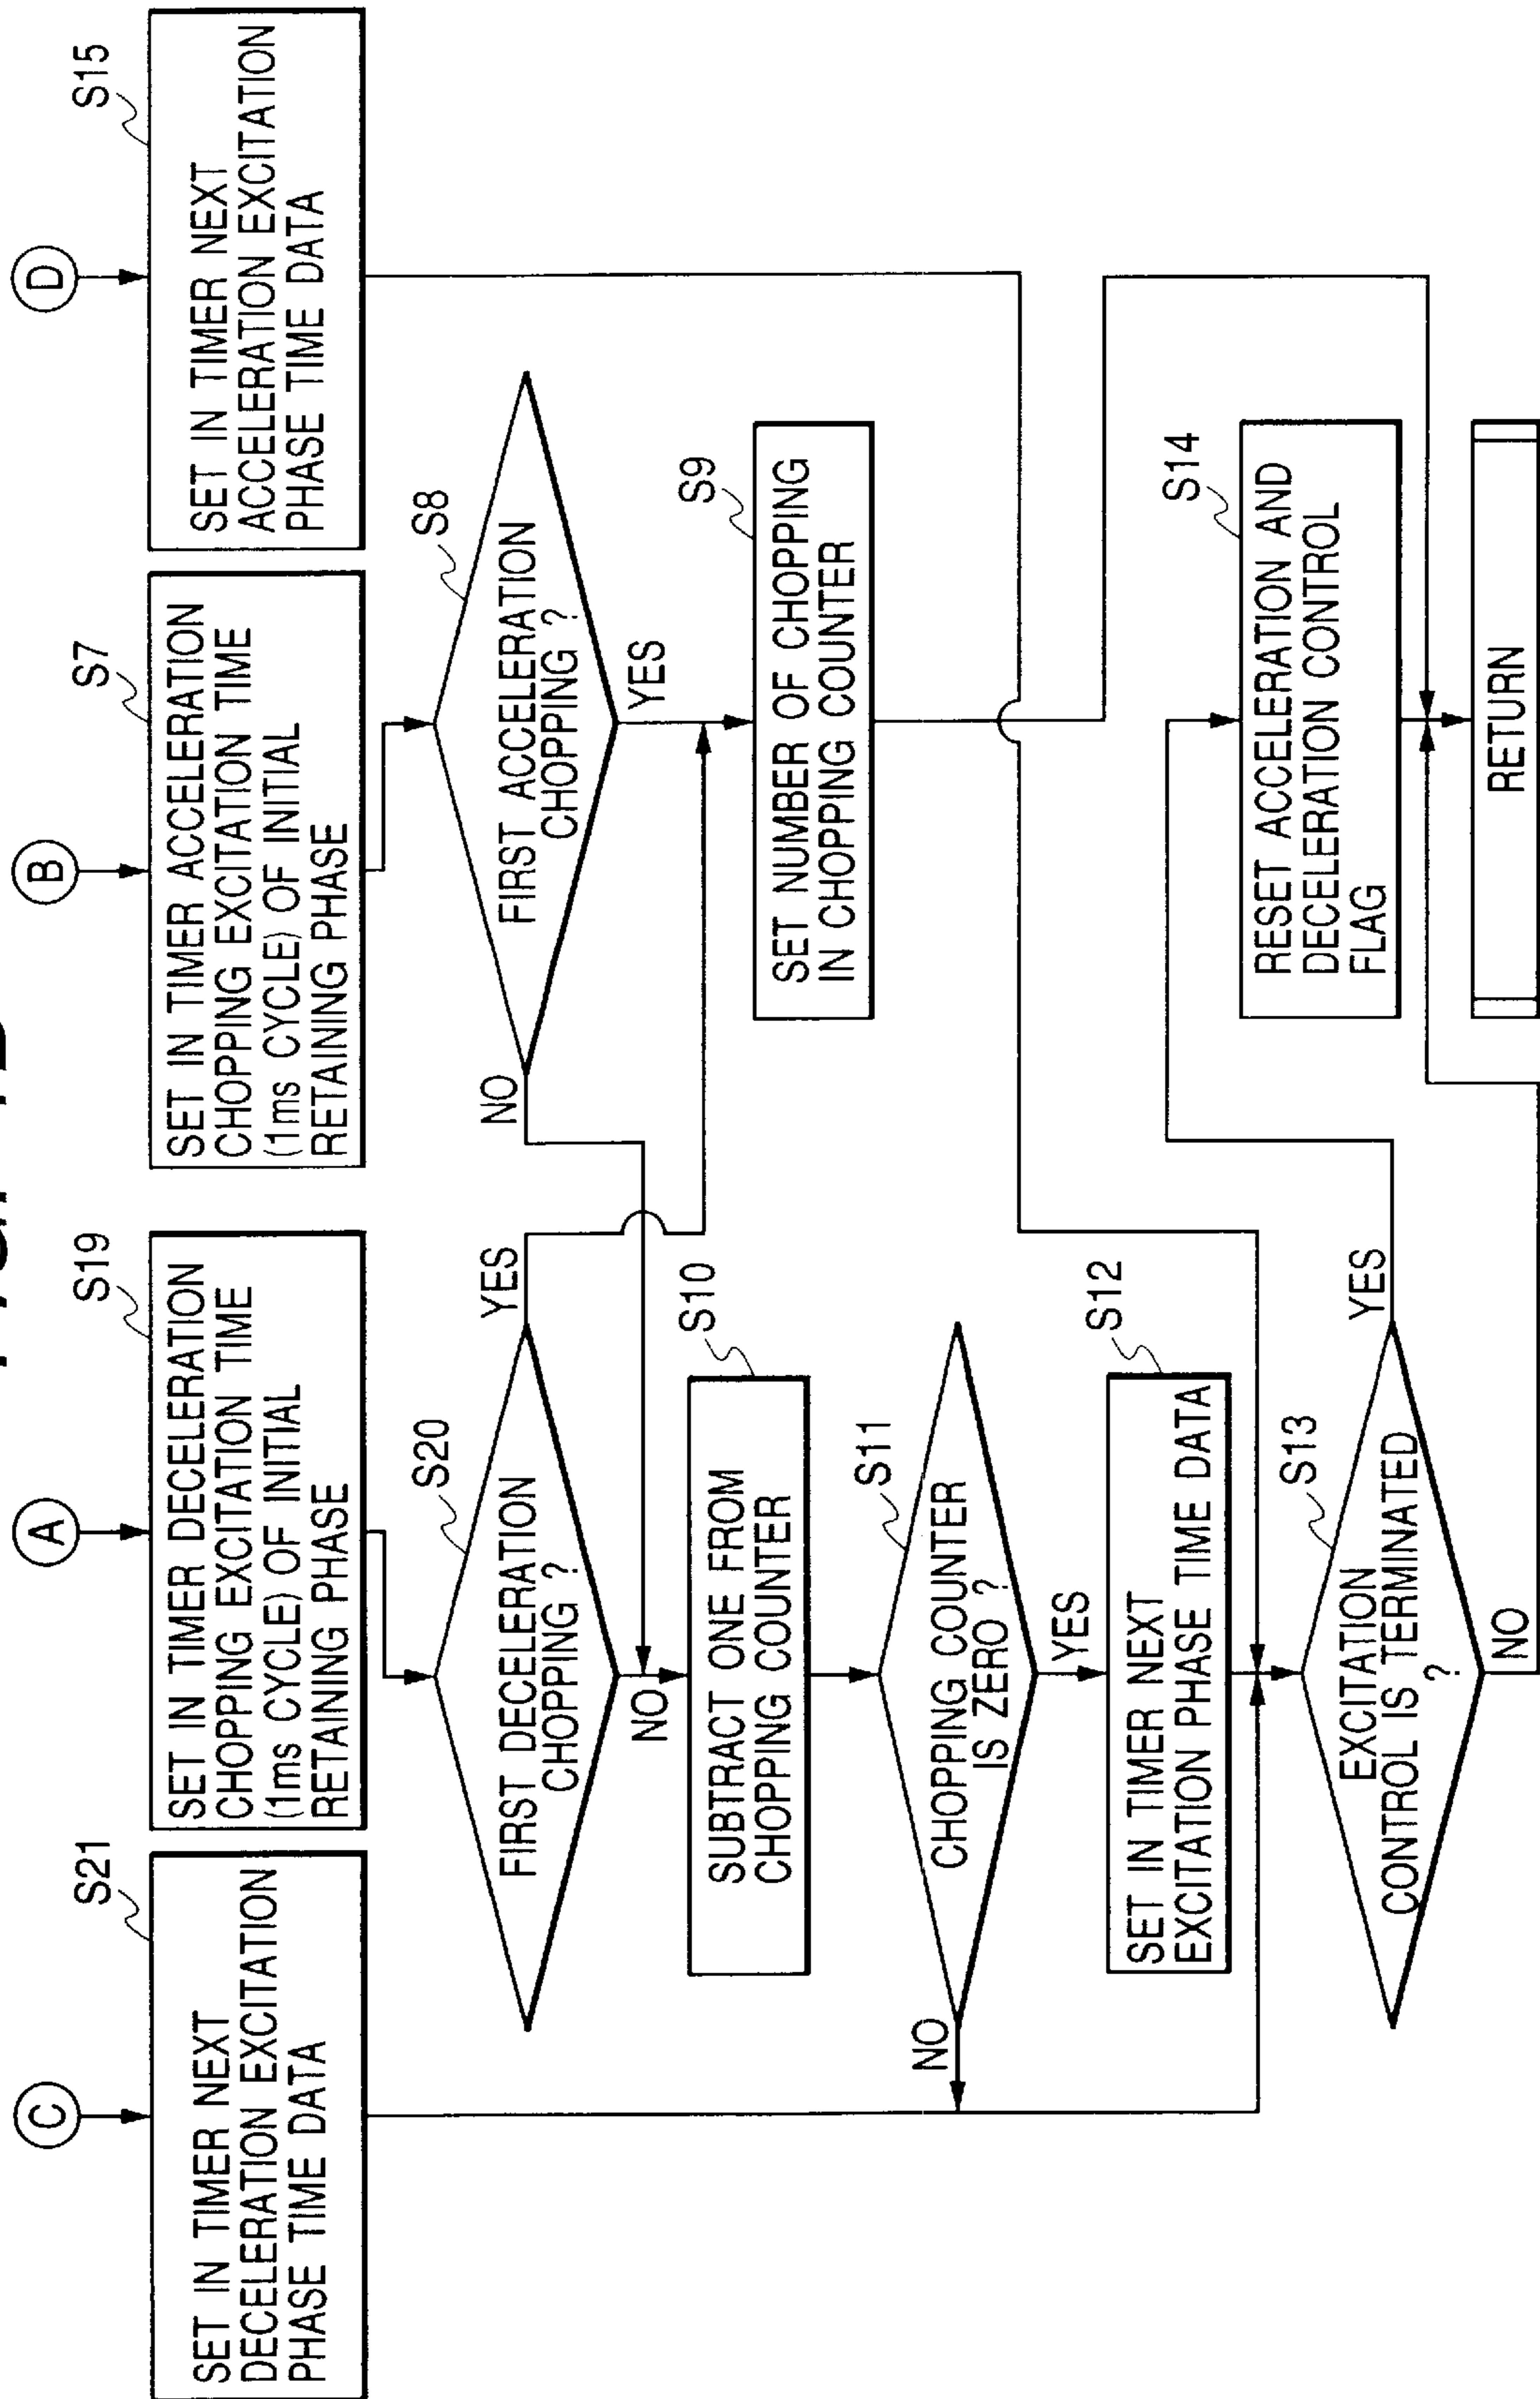 C
A
B
D
S21
SET IN TIMER NEXT
DECELERATION EXCITATION
PHASE TIME DATA
S19
SET IN TIMER DECELERATION
CHOPPING EXCITATION TIME
(1ms CYCLE) OF INITIAL
RETAINING PHASE
S7
SET IN TIMER ACCELERATION
CHOPPING EXCITATION TIME
(1ms CYCLE) OF INITIAL
RETAINING PHASE
S15
SET IN TIMER NEXT
ACCELERATION EXCITATION
PHASE TIME DATA
S20
FIRST DECELERATION
CHOPPING ?
YES
NO
S8
FIRST ACCELERATION
CHOPPING ?
NO
YES
S10
SUBTRACT ONE FROM
CHOPPING COUNTER
S9
SET NUMBER OF CHOPPING
IN CHOPPING COUNTER
S11
CHOPPING COUNTER
IS ZERO ?
NO
YES
S12
SET IN TIMER NEXT
EXCITATION PHASE TIME DATA
S13
EXCITATION
CONTROL IS TERMINATED
?
YES
NO
S14
RESET ACCELERATION AND
DECELERATION CONTROL
FLAG
RETURN